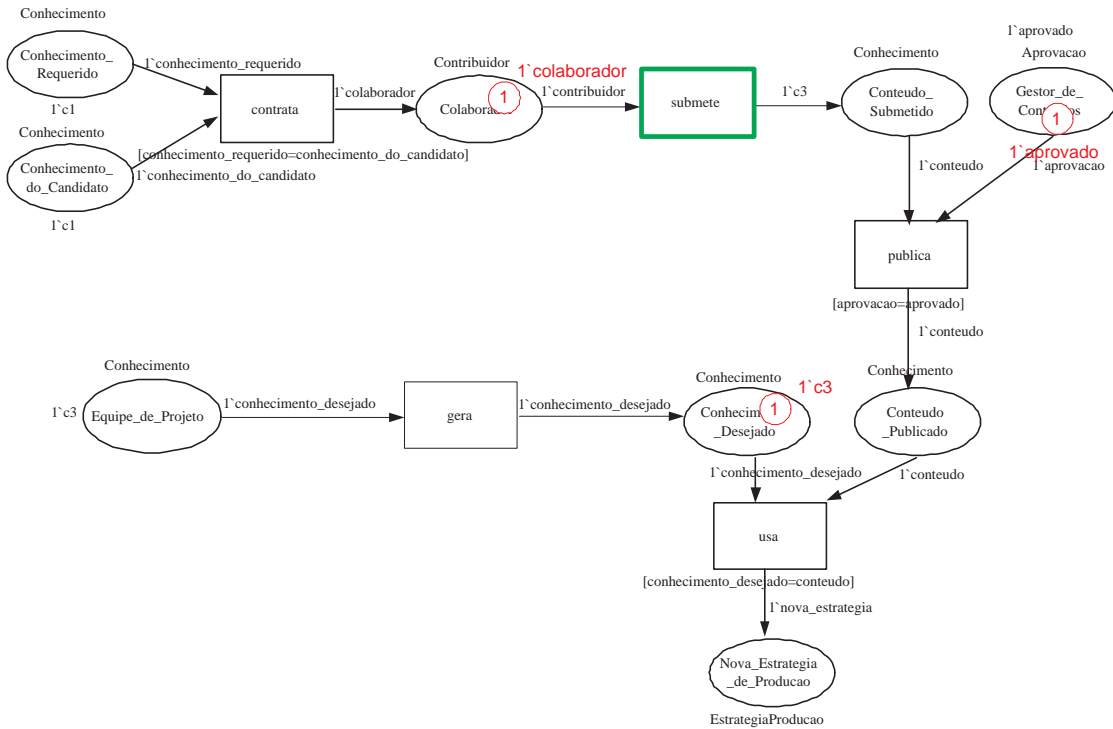 Conhecimento
Conhecimento_
Requerido
1`c1
1`conhecimento_requerido
Conhecimento
Conhecimento_
do_Candidato
1`c1
1`conhecimento_do_candidato
contrata
[conhecimento_requerido=conhecimento_do_candidato]
1`colaborador
Contribuidor
1`colaborador
1
1`contribuidor
submete
1`c3
Conhecimento
Conteudo_
Submetido
1`conteudo
1`aprovado
Aprovacao
Gestor_de_
1
1`aprovado
1`aprovacao
publica
[aprovacao=aprovado]
1`conteudo
Conhecimento
Conteudo
_Publicado
1`conteudo
Conhecimento
1`c3
Equipe_de_Projeto
1`conhecimento_desejado
gera
1`conhecimento_desejado
Conhecimento
1`c3
1
_Desejado
1`conhecimento_desejado
usa
[conhecimento_desejado=conteudo]
1`nova_estrategia
Nova_Estrategia
_de_Producao
EstrategiaProducao